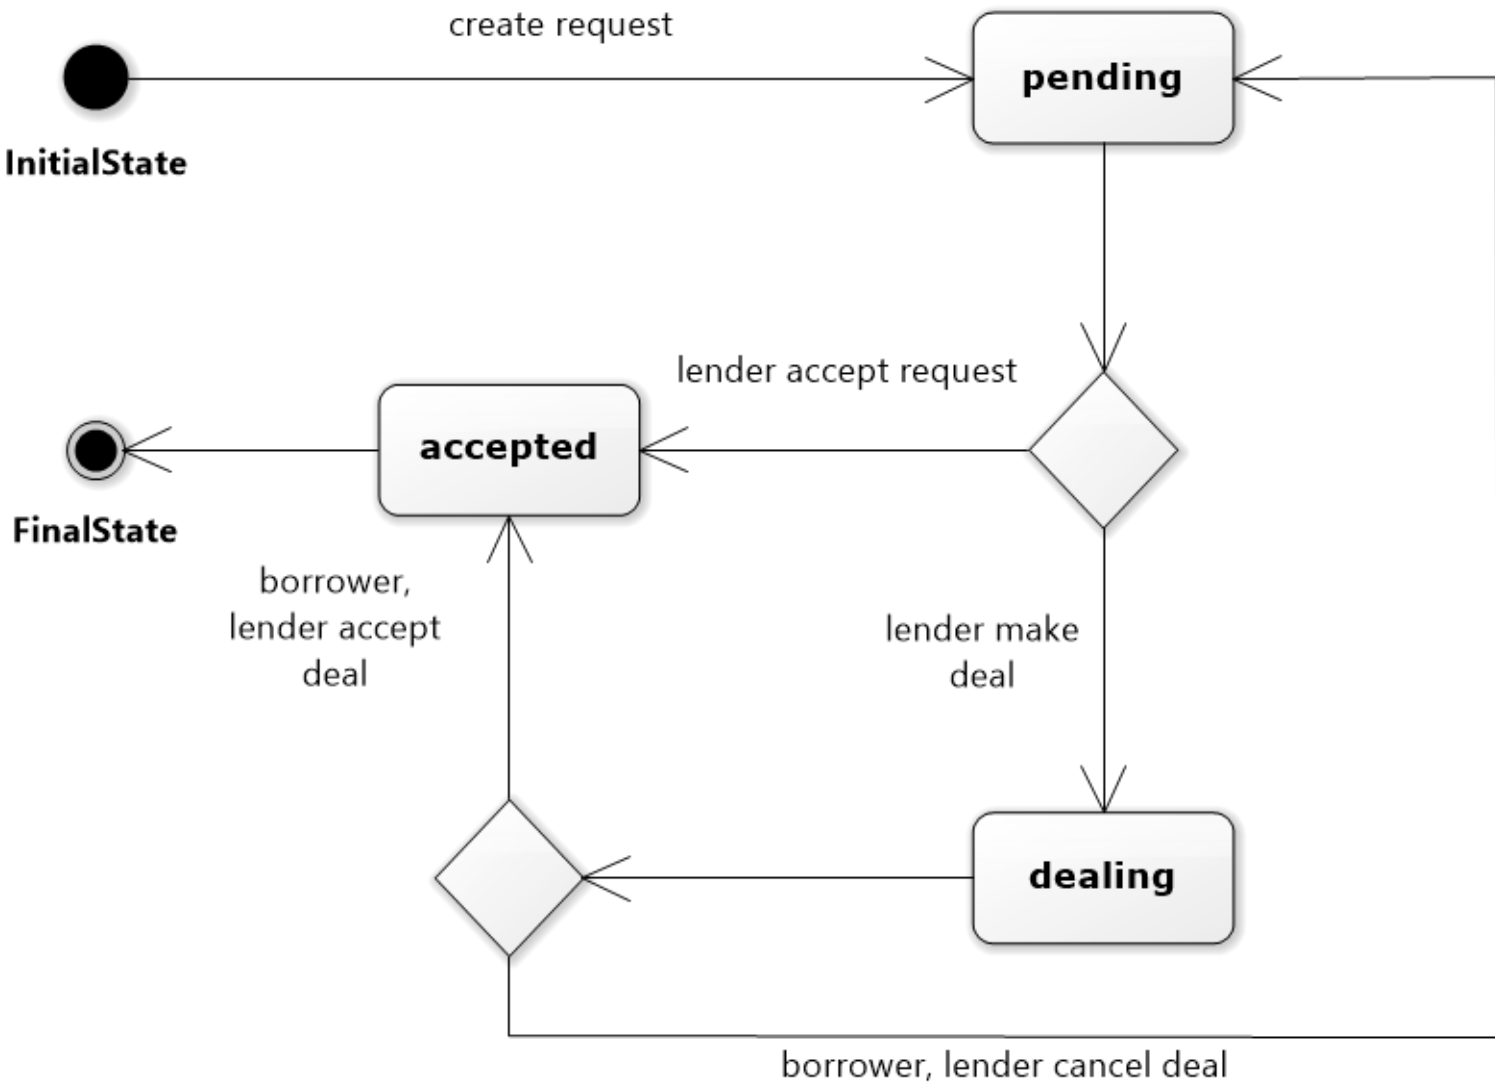 create request
pending
InitialState
lender accept request
accepted
FinalState
borrower,
lender accept
deal
lender make
deal
dealing
borrower, lender cancel deal